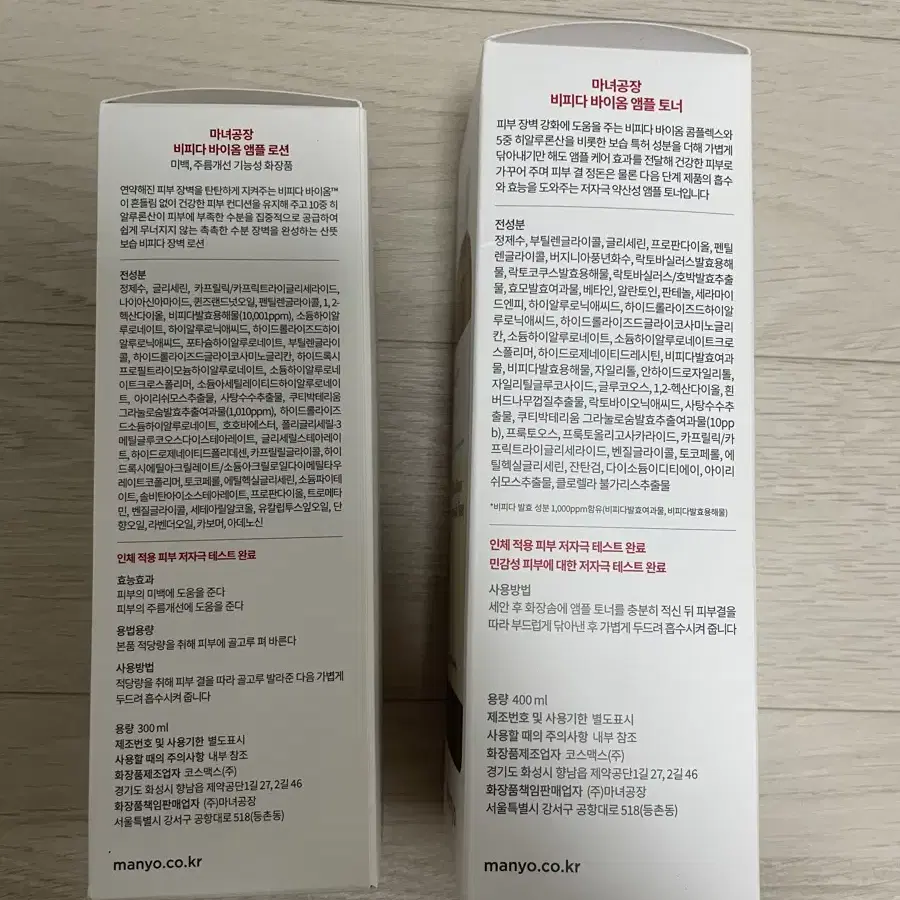 마녀공장
비피다 바이옴 앰플 로션
미백, 주름개선 기능성 화장품
연약해진 피부 장벽을 탄탄하게 지켜주는 비피다 바이옴™
이 흔들림 없이 건강한 피부 컨디션을 유지해 주고 10중 히
알루론산이 피부에 부족한 수분을 집중적으로 공급하여
쉽게 무너지지 않는 촉촉한 수분 장벽을 완성하는 산뜻
보습 비피다 장벽 로션
전성분
정제수, 글리세린, 카프릴릭/카프릭트라이글리세라이드,
나이아신아마이드, 퀸즈랜드넛오일, 펜틸렌글라이콜, 1, 2-
헥산다이올, 비피다발효용해물(10,001ppm), 소듐하이알
루로네이트, 하이알루로닉애씨드, 하이드롤라이즈드하이알
루로닉애씨드, 포타슘하이알루로네이트, 부틸렌글라이
콜, 하이드롤라이즈드글라이코사미노글리칸, 하이드록시
프로필트라이모늄하이알루로네이트, 소듐하이알루로네
이트크로스폴리머, 소듐아세틸레이티드하이알루로네이
트, 아이리쉬모스추출물, 사탕수수추출물, 쿠티박테리움
그라눌로숨발효추출여과물(1,010ppm), 하이드롤라이즈
드소듐하이알루로네이트, 호호바에스터, 폴리글리세릴-3
메틸글루코오스다이스테아레이트, 글리세릴스테아레이
트, 하이드로제네이티드폴리데센, 카프릴릴글라이콜, 하이
드록시에틸아크릴레이트/소듐아크릴로일다이메틸타우
레이트코폴리머, 토코페롤, 에틸헥실글리세린, 소듐파이테
이트, 솔비탄아이소스테아레이트, 프로판다이올, 트로메타
민, 벤질글라이콜, 세테아릴알코올, 유칼립투스잎오일, 단
향오일, 라벤더오일, 카보머, 아데노신
인체 적용 피부 저자극 테스트 완료
효능효과
피부의 미백에 도움을 준다
피부의 주름개선에 도움을 준다
용법용량
본품 적당량을 취해 피부에 골고루 펴 바른다
사용방법
적당량을 취해 피부 결을 따라 골고루 발라준 다음 가볍게
두드려 흡수시켜 줍니다
용량 300 ml
제조번호 및 사용기한 별도표시
사용할 때의 주의사항 내부 참조
화장품제조업자 코스맥스(주)
경기도 화성시 향남읍 제약공단1길 27, 2길 46
화장품책임판매업자 (주)마녀공장
서울특별시 강서구 공항대로 518(등촌동)
manyo.co.kr
마녀공장
비피다 바이옴 앰플 토너
피부 장벽 강화에 도움을 주는 비피다 바이옴 콤플렉스와
5중 히알루론산을 비롯한 보습 특허 성분을 더해 가볍게
닦아내기만 해도 앰플 케어 효과를 전달해 건강한 피부로
가꾸어 주며 피부 결 정돈은 물론 다음 단계 제품의 흡수
와 효능을 도와주는 저자극 약산성 앰플 토너입니다
전성분
정제수, 부틸렌글라이콜, 글리세린, 프로판다이올, 펜틸
렌글라이콜, 버지니아풍년화수, 락토바실러스발효용해
물, 락토코쿠스발효용해물, 락토바실러스/호박발효추출
물, 효모발효여과물, 베타인, 알란토인, 판테놀, 세라마이
드엔피, 하이알루로닉애씨드, 하이드롤라이즈드하이알
루로닉애씨드, 하이드롤라이즈드글라이코사미노글리
칸, 소듐하이알루로네이트, 소듐하이알루로네이트크로
스폴리머, 하이드로제네이티드레시틴, 비피다발효여과
물, 비피다발효용해물, 자일리톨, 안하이드로자일리톨,
자일리틸글루코사이드, 글루코오스, 1,2-헥산다이올, 흰
버드나무껍질추출물, 락토바이오닉애씨드, 사탕수수추
출물, 쿠티박테리움 그라눌로숨발효추출여과물(10pp
b), 프룩토오스, 프룩토올리고사카라이드, 카프릴릭/카
프릭트라이글리세라이드, 벤질글라이콜, 토코페롤, 에
틸헥실글리세린, 잔탄검, 다이소듐이디티에이, 아이리
쉬모스추출물, 클로렐라 불가리스추출물
*비피다 발효 성분 1,000ppm함유(비피다발효여과물, 비피다발효용해물)
인체 적용 피부 저자극 테스트 완료
민감성 피부에 대한 저자극 테스트 완료
사용방법
세안 후 화장솜에 앰플 토너를 충분히 적신 뒤 피부결을
따라 부드럽게 닦아낸 후 가볍게 두드려 흡수시켜 줍니다
용량 400 ml
제조번호 및 사용기한 별도표시
사용할 때의 주의사항 내부 참조
화장품제조업자 코스맥스(주)
경기도 화성시 향남읍 제약공단1길 27, 2길 46
화장품책임판매업자 (주)마녀공장
서울특별시 강서구 공항대로 518(등촌동)
manyo.co.kr